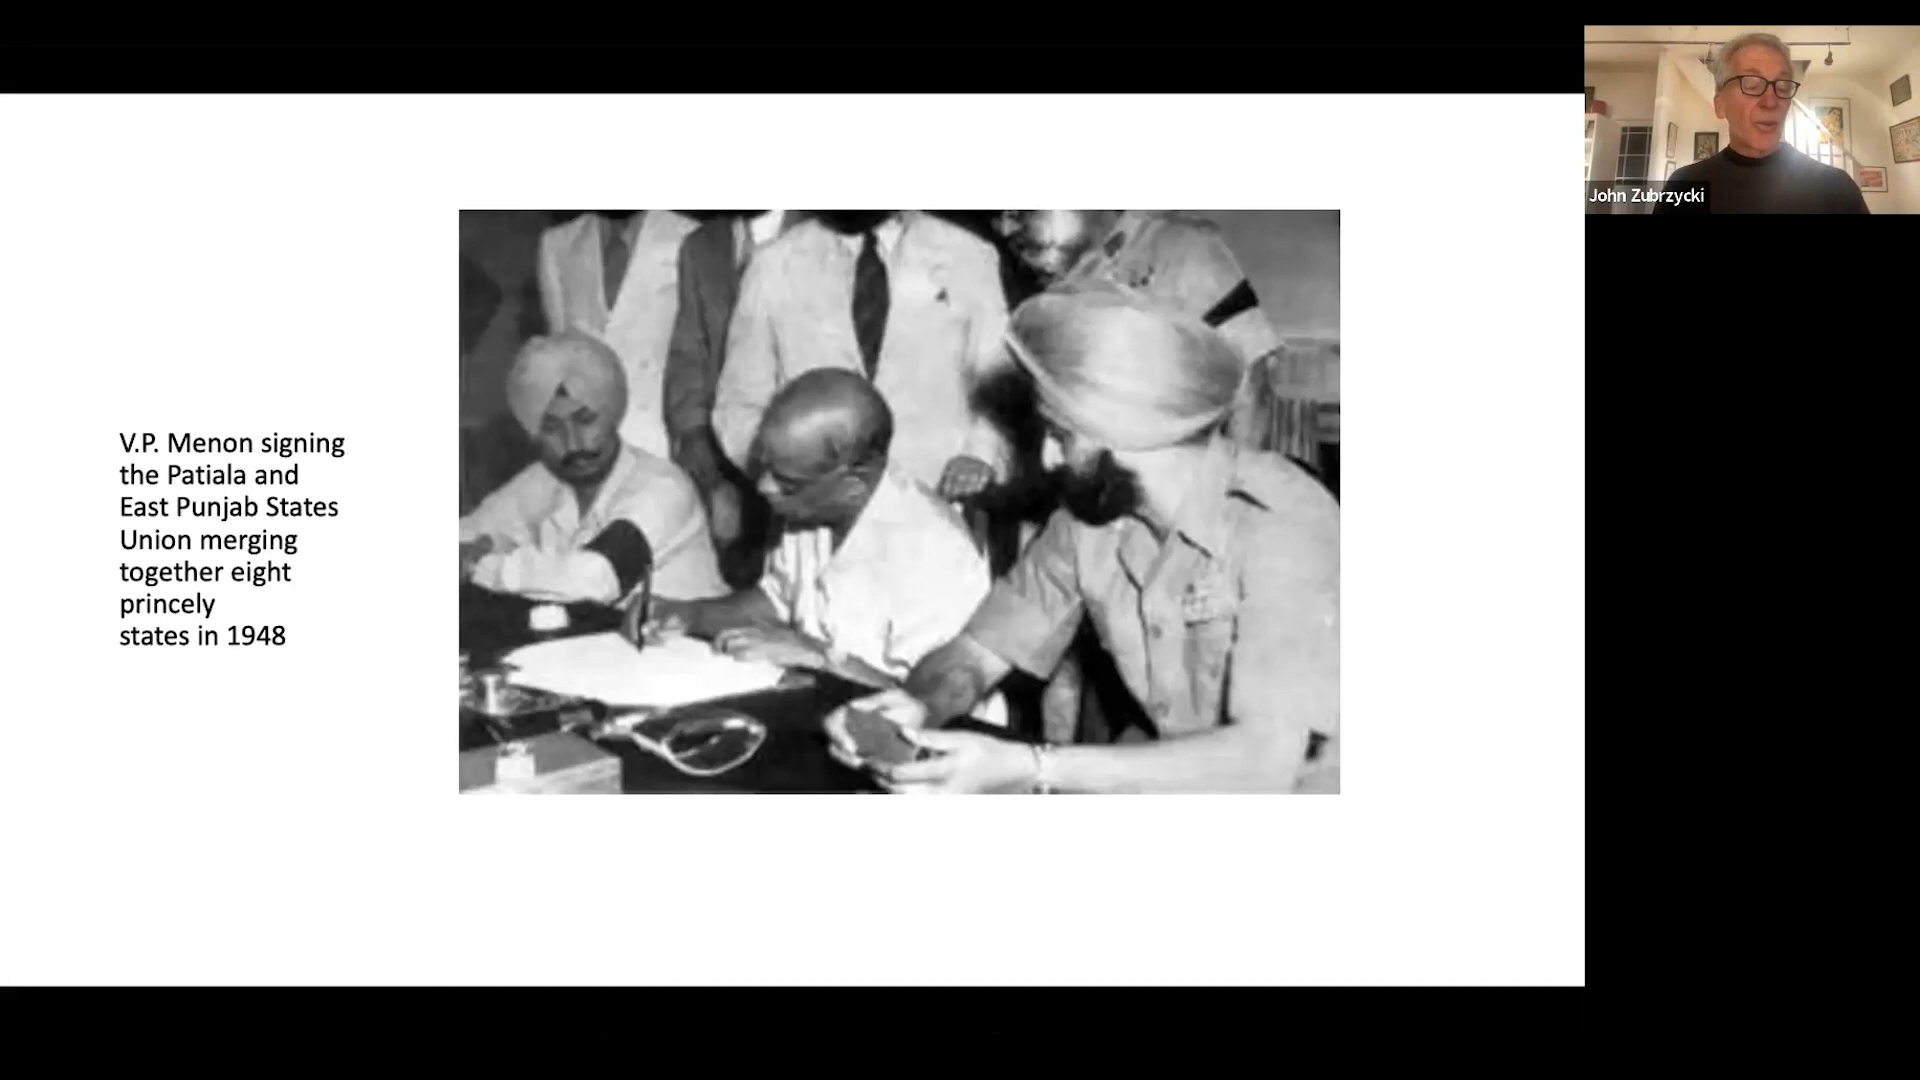 V.P. Menon signing
the Patiala and
East Punjab States
Union merging
together eight
princely
states in 1948
John Zubrzycki